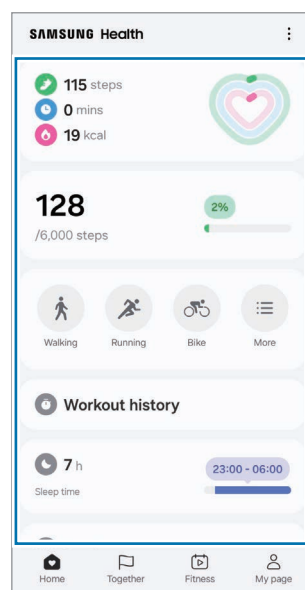 SAMSUNG Health
115 steps
0 mins
19 kcal
128
/6,000 steps
2%
Walking
Running
Bike
More
Workout history
7 h
Sleep time
23:00 - 06:00
Home
Together
Fitness
My page